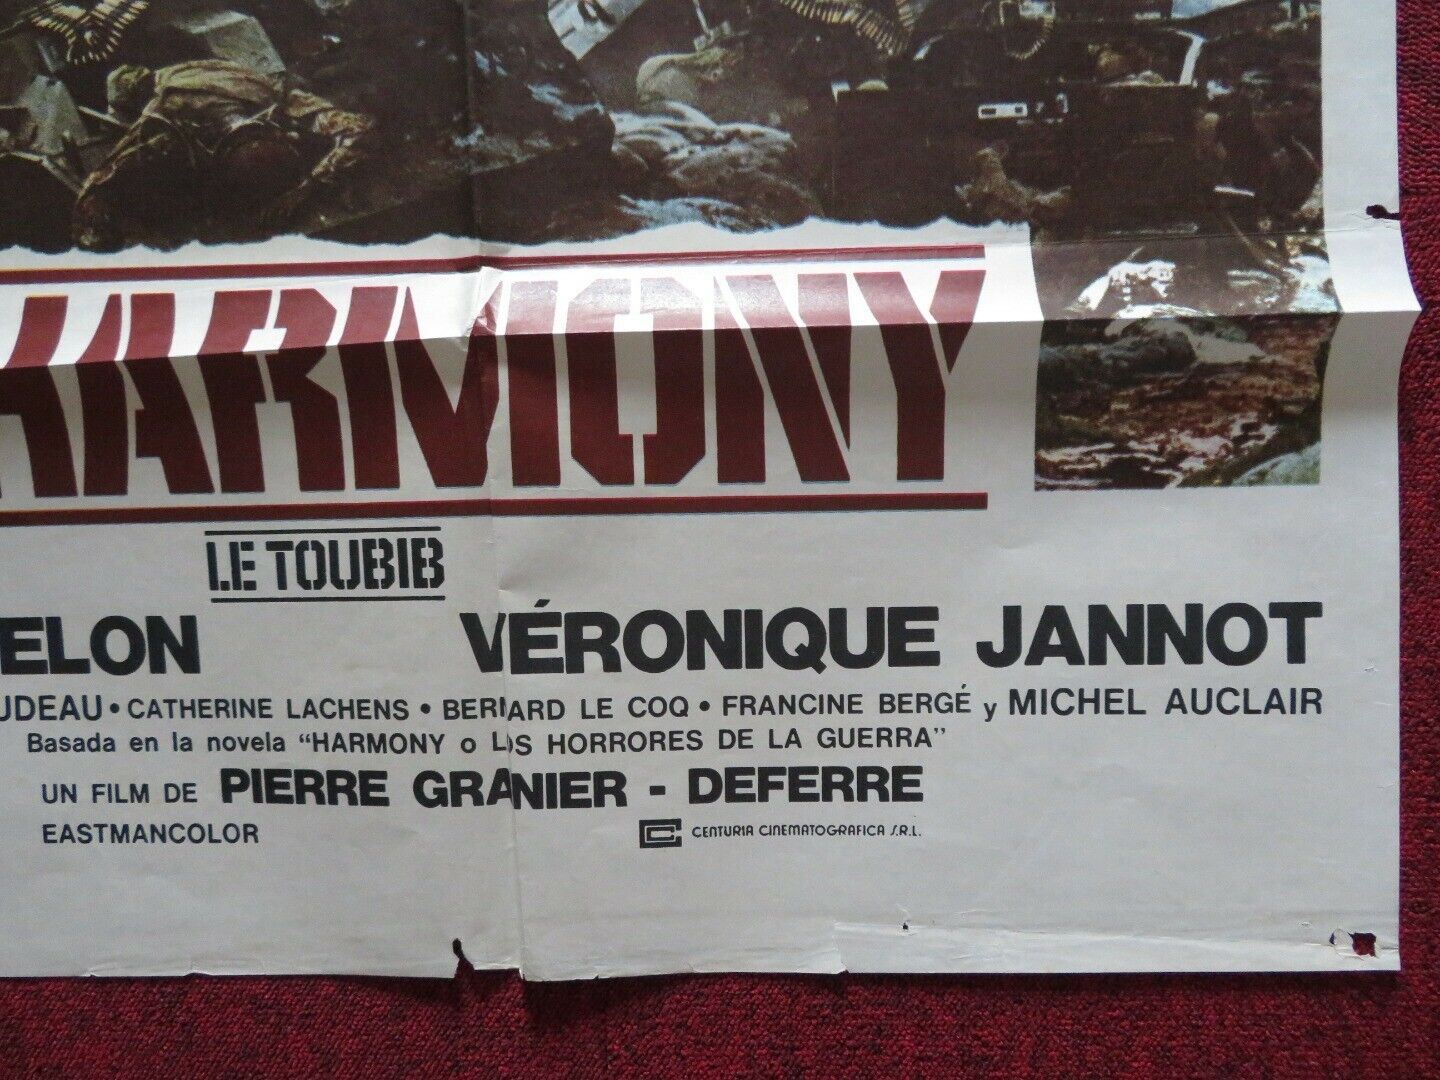 HARMONY
LE TOUBIB
ELON VÉRONIQUE JANNOT
UDEAU • CATHERINE LACHENS • BERNARD LE COQ • FRANCINE BERGÉ y MICHEL AUCLAIR
Basada en la novela "HARMONY o LOS HORRORES DE LA GUERRA"
UN FILM DE PIERRE GRANIER - DEFERRE
EASTMANCOLOR
CENTURIA CINEMATOGRAFICA S.R.L.